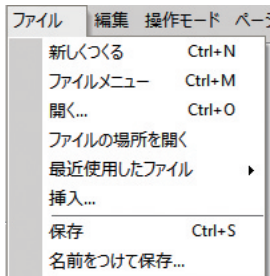 ファイル 編集 操作モード ペー
新しくつくる Ctrl+N
ファイルメニュー Ctrl+M
開く... Ctrl+O
ファイルの場所を開く
最近使用したファイル
挿入...
保存 Ctrl+S
名前をつけて保存...